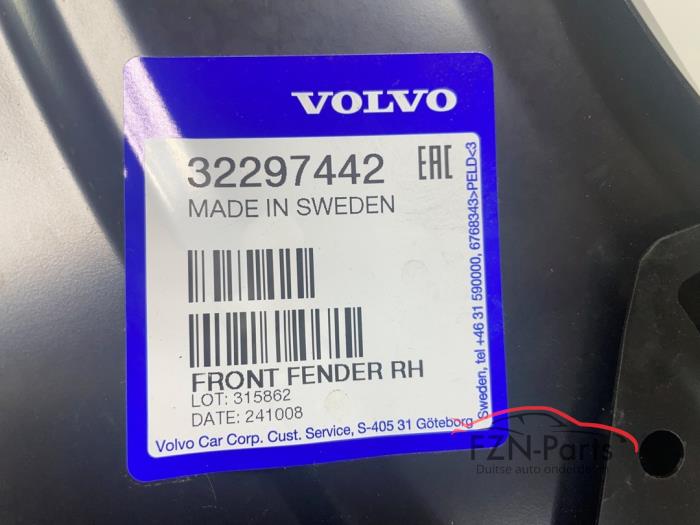 VOLVO
32297442
EAC
MADE IN SWEDEN
FRONT FENDER RH
LOT: 315862
DATE: 241008
Volvo Car Corp. Cust. Service, S-405 31 Göteborg
Sweden, tel +46 31 590000, 6768343>PELD<3
FZN-Parts
Duitse auto onderdelen